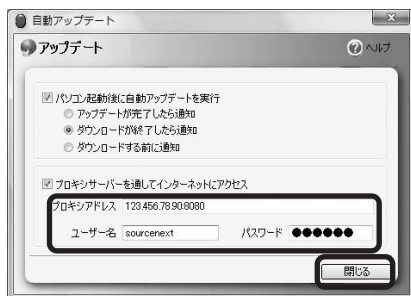 自動アップデート
アップデート
ヘルプ
パソコン起動後に自動アップデートを実行
アップデートが完了したら通知
ダウンロードが終了したら通知
ダウンロードする前に通知
プロキシサーバーを通してインターネットにアクセス
プロキシアドレス 123.456.78.90:8080
ユーザー名 sourcenext パスワード ●●●●●●
閉じる